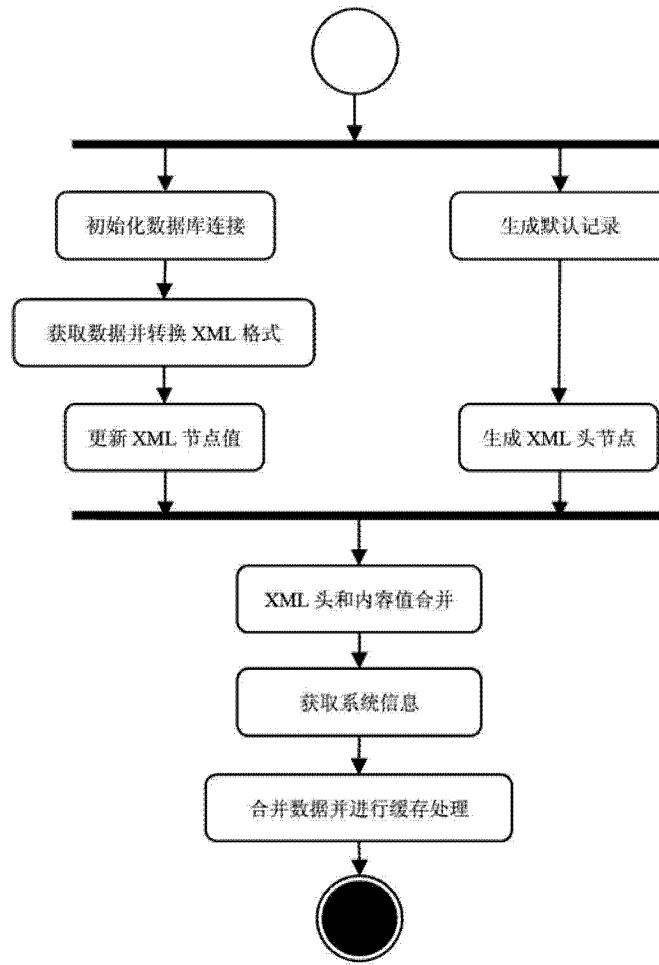 初始化数据库连接
生成默认记录
获取数据并转换 XML 格式
更新 XML 节点值
生成 XML 头节点
XML 头和内容值合并
获取系统信息
合并数据并进行缓存处理